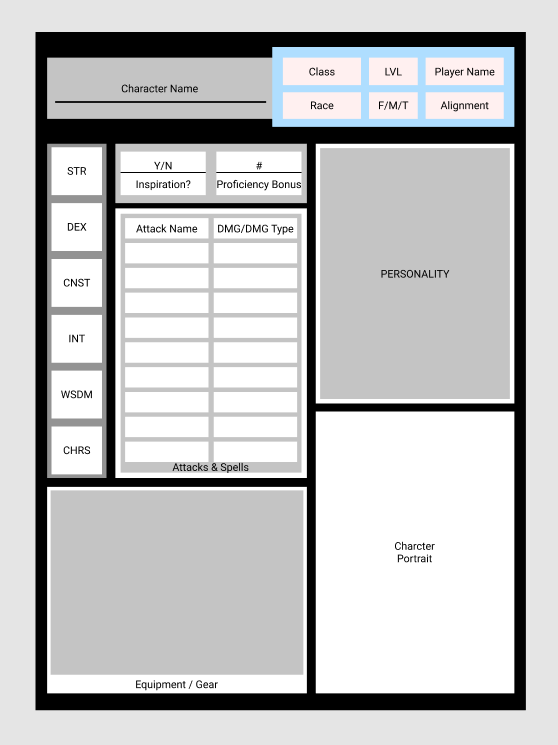 Character Name
Class
LVL
Player Name
Race
F/M/T
Alignment
STR
DEX
CNST
INT
WSDM
CHRS
Y/N
Inspiration?
#
Proficiency Bonus
Attack Name
DMG/DMG Type
Attacks & Spells
PERSONALITY
Charcter
Portrait
Equipment / Gear